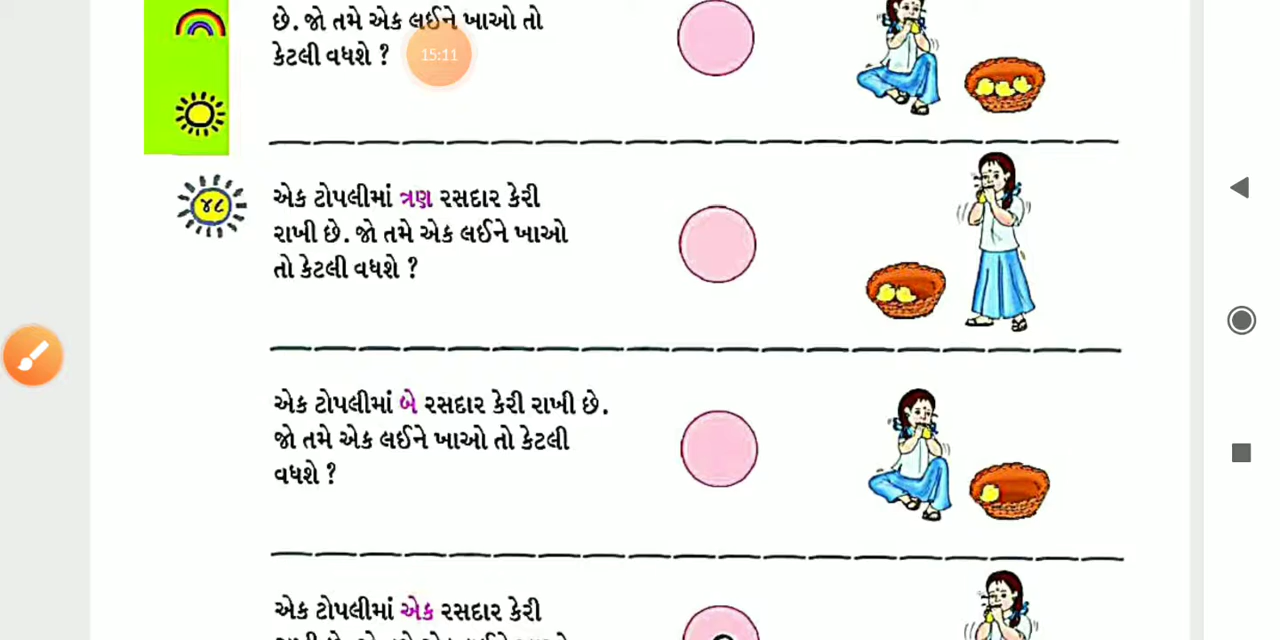 છે. જો તમે એક લઈને ખાઓ તો
કેટલી વધશે ?
15:11
૪૮
એક ટોપલીમાં ત્રણ રસદાર કેરી
રાખી છે. જો તમે એક લઈને ખાઓ
તો કેટલી વધશે ?
એક ટોપલીમાં બે રસદાર કેરી રાખી છે.
જો તમે એક લઈને ખાઓ તો કેટલી
વધશે ?
એક ટોપલીમાં એક રસદાર કેરી